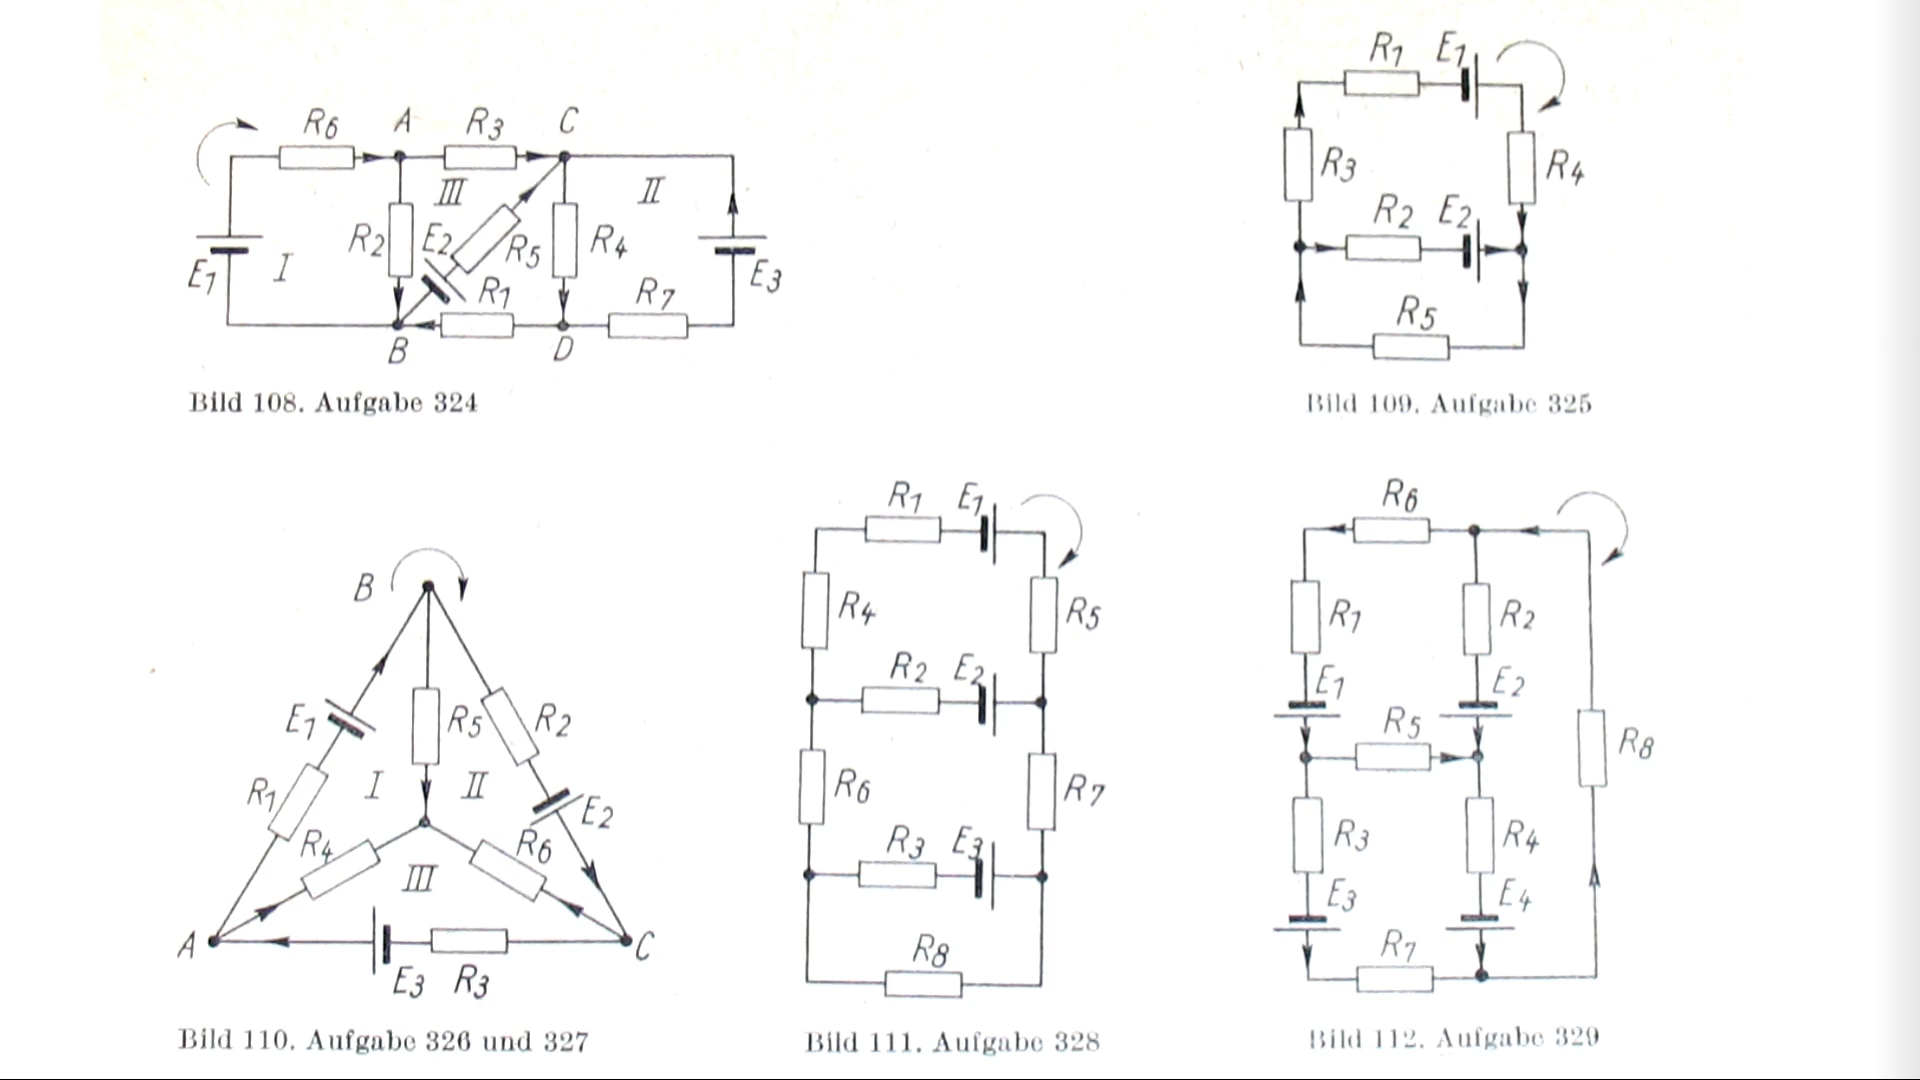 R6 A R3 C
III II
R2 E2 R5 R4
E1 I R1 R7 E3
B D
Bild 108. Aufgabe 324
R1 E1
R3 R4
R2 E2
R5
Bild 109. Aufgabe 325
B
E1 R5 R2
R1 I II E2
R4 R6
III
A C
E3 R3
Bild 110. Aufgabe 326 und 327
R1 E1
R4 R5
R2 E2
R6 R7
R3 E3
R8
Bild 111. Aufgabe 328
R6
R1 R2
E1 E2
R5 R8
R3 R4
E3 E4
R7
Bild 112. Aufgabe 329